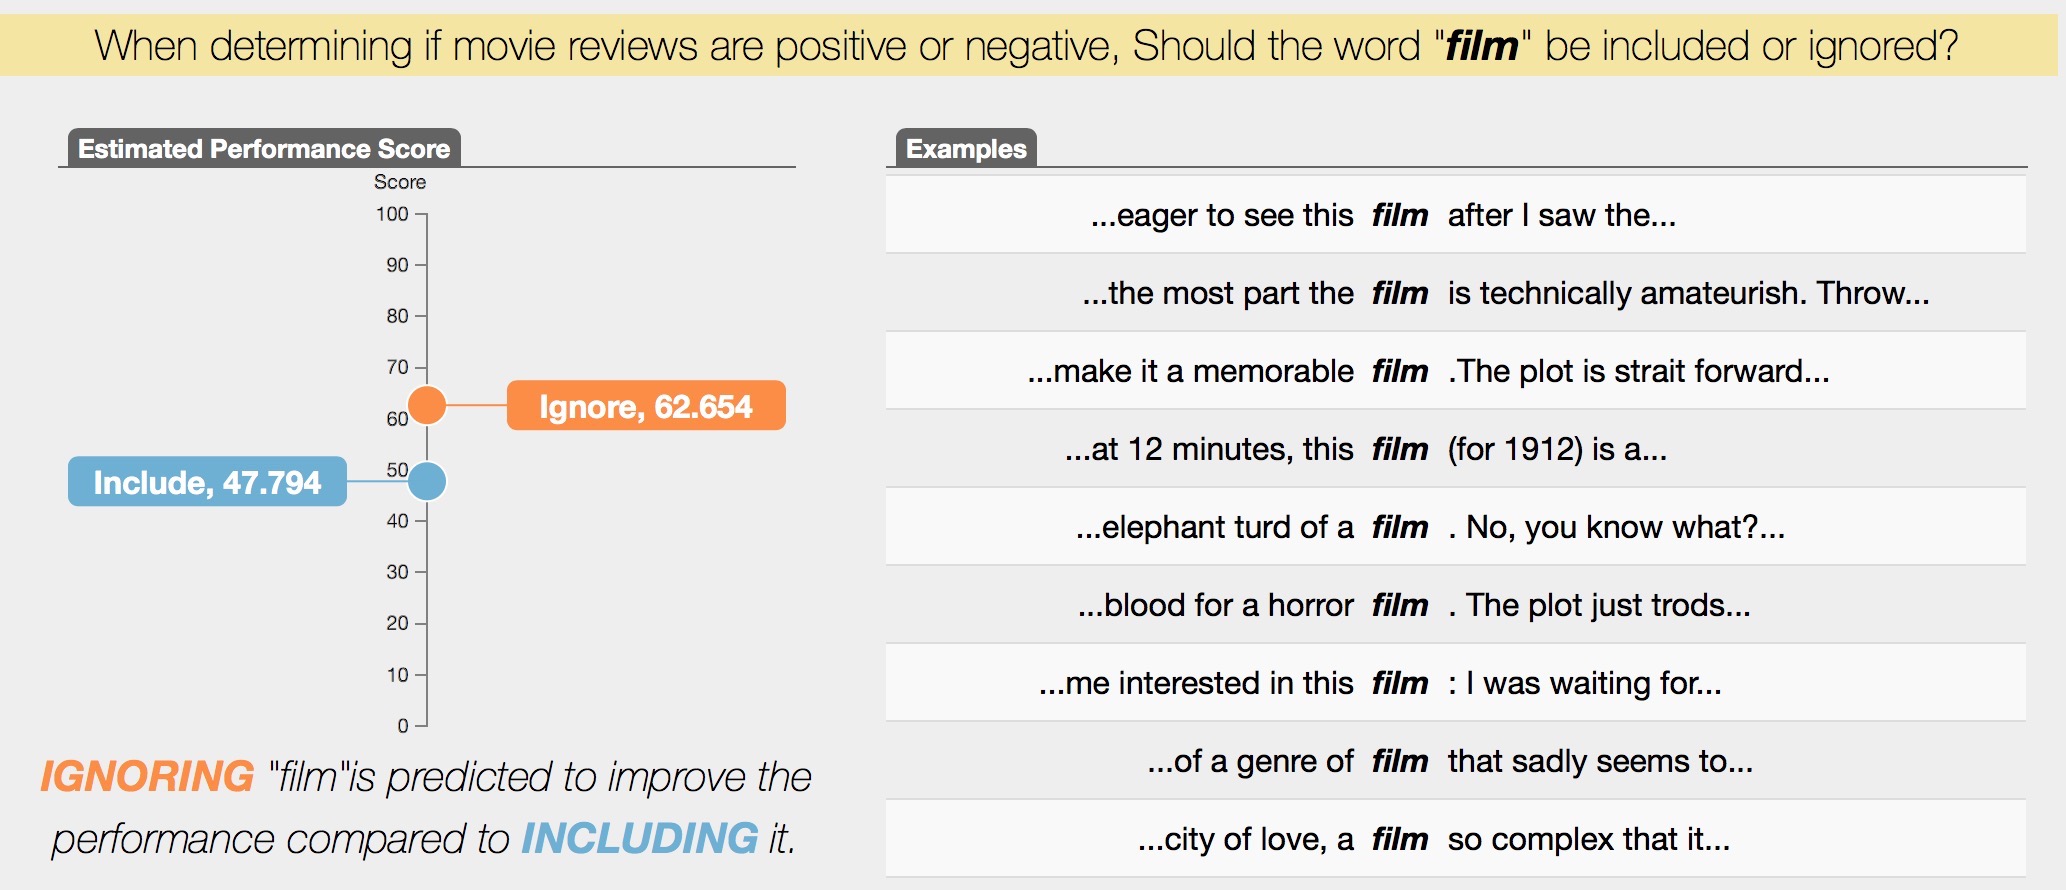 When determining if movie reviews are positive or negative, Should the word "film" be included or ignored?
Estimated Performance Score
Score
100
90
80
70
60
50
40
30
20
10
0
Ignore, 62.654
Include, 47.794
IGNORING "film"is predicted to improve the
performance compared to INCLUDING it.
Examples
...eager to see this film after I saw the...
...the most part the film is technically amateurish. Throw...
...make it a memorable film .The plot is strait forward...
...at 12 minutes, this film (for 1912) is a...
...elephant turd of a film . No, you know what?...
...blood for a horror film . The plot just trods...
...me interested in this film : I was waiting for...
...of a genre of film that sadly seems to...
...city of love, a film so complex that it...